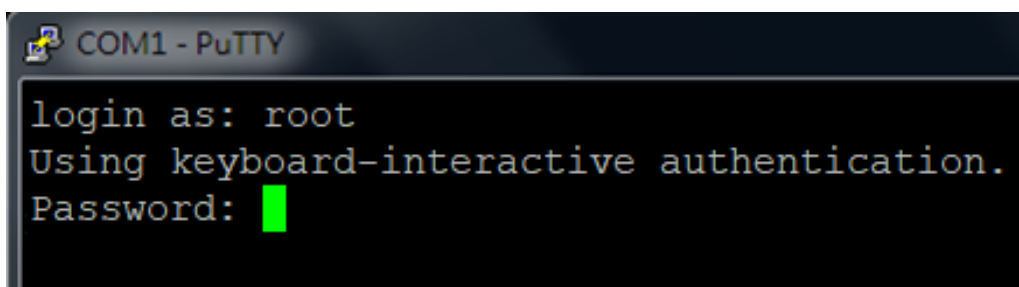 COM1 - PuTTY
login as: root
Using keyboard-interactive authentication.
Password: